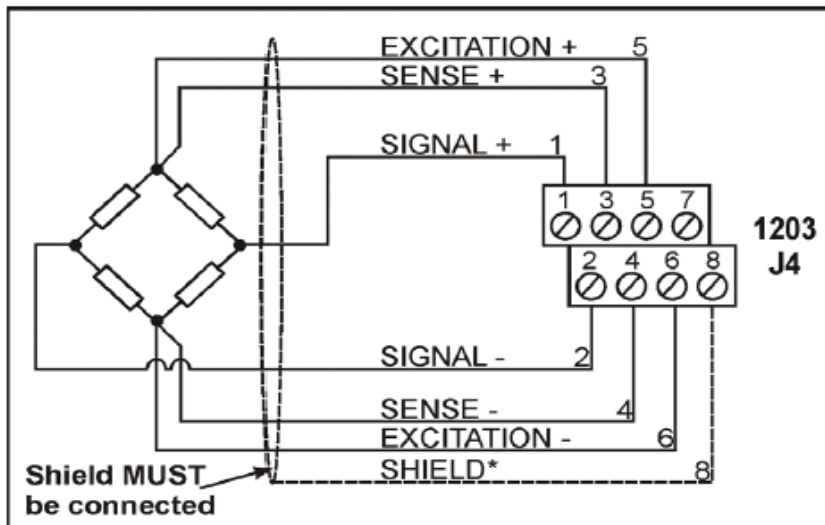 EXCITATION + 5
SENSE + 3
SIGNAL + 1
1 3 5 7
1203
J4
2 4 6 8
SIGNAL - 2
SENSE - 4
EXCITATION - 6
SHIELD* 8
Shield MUST
be connected